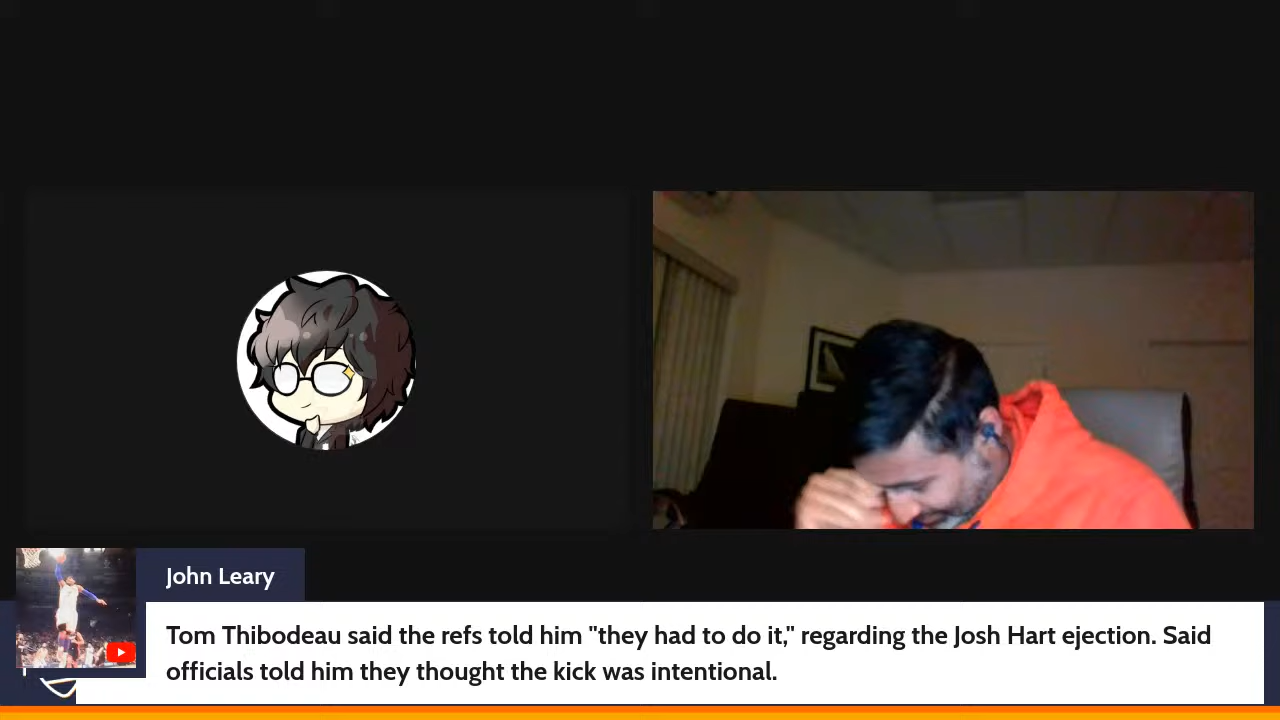 John Leary
Tom Thibodeau said the refs told him "they had to do it," regarding the Josh Hart ejection. Said
officials told him they thought the kick was intentional.